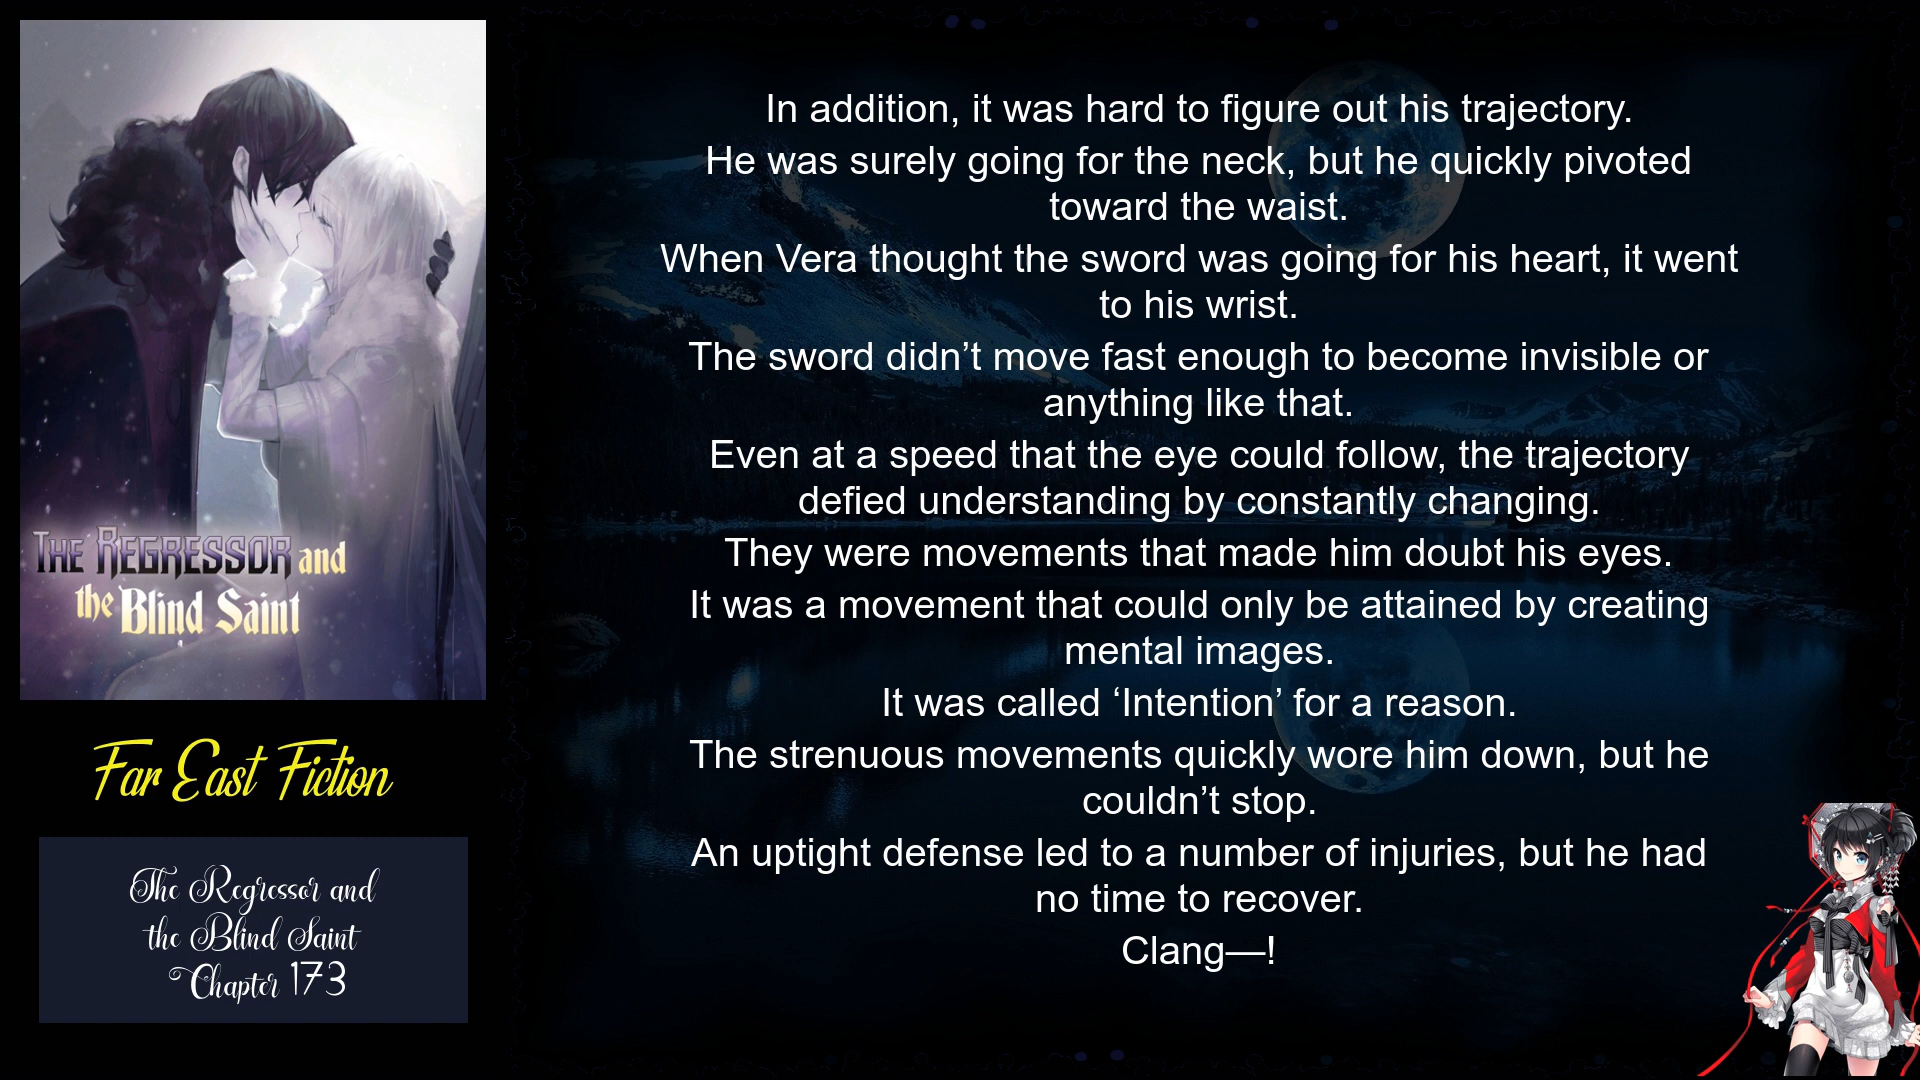 THE REGRESSOR and
the Blind Saint
Far East Fiction
The Regressor and
the Blind Saint
Chapter 173
In addition, it was hard to figure out his trajectory.
He was surely going for the neck, but he quickly pivoted
toward the waist.
When Vera thought the sword was going for his heart, it went
to his wrist.
The sword didn’t move fast enough to become invisible or
anything like that.
Even at a speed that the eye could follow, the trajectory
defied understanding by constantly changing.
They were movements that made him doubt his eyes.
It was a movement that could only be attained by creating
mental images.
It was called ‘Intention’ for a reason.
The strenuous movements quickly wore him down, but he
couldn’t stop.
An uptight defense led to a number of injuries, but he had
no time to recover.
Clang—!